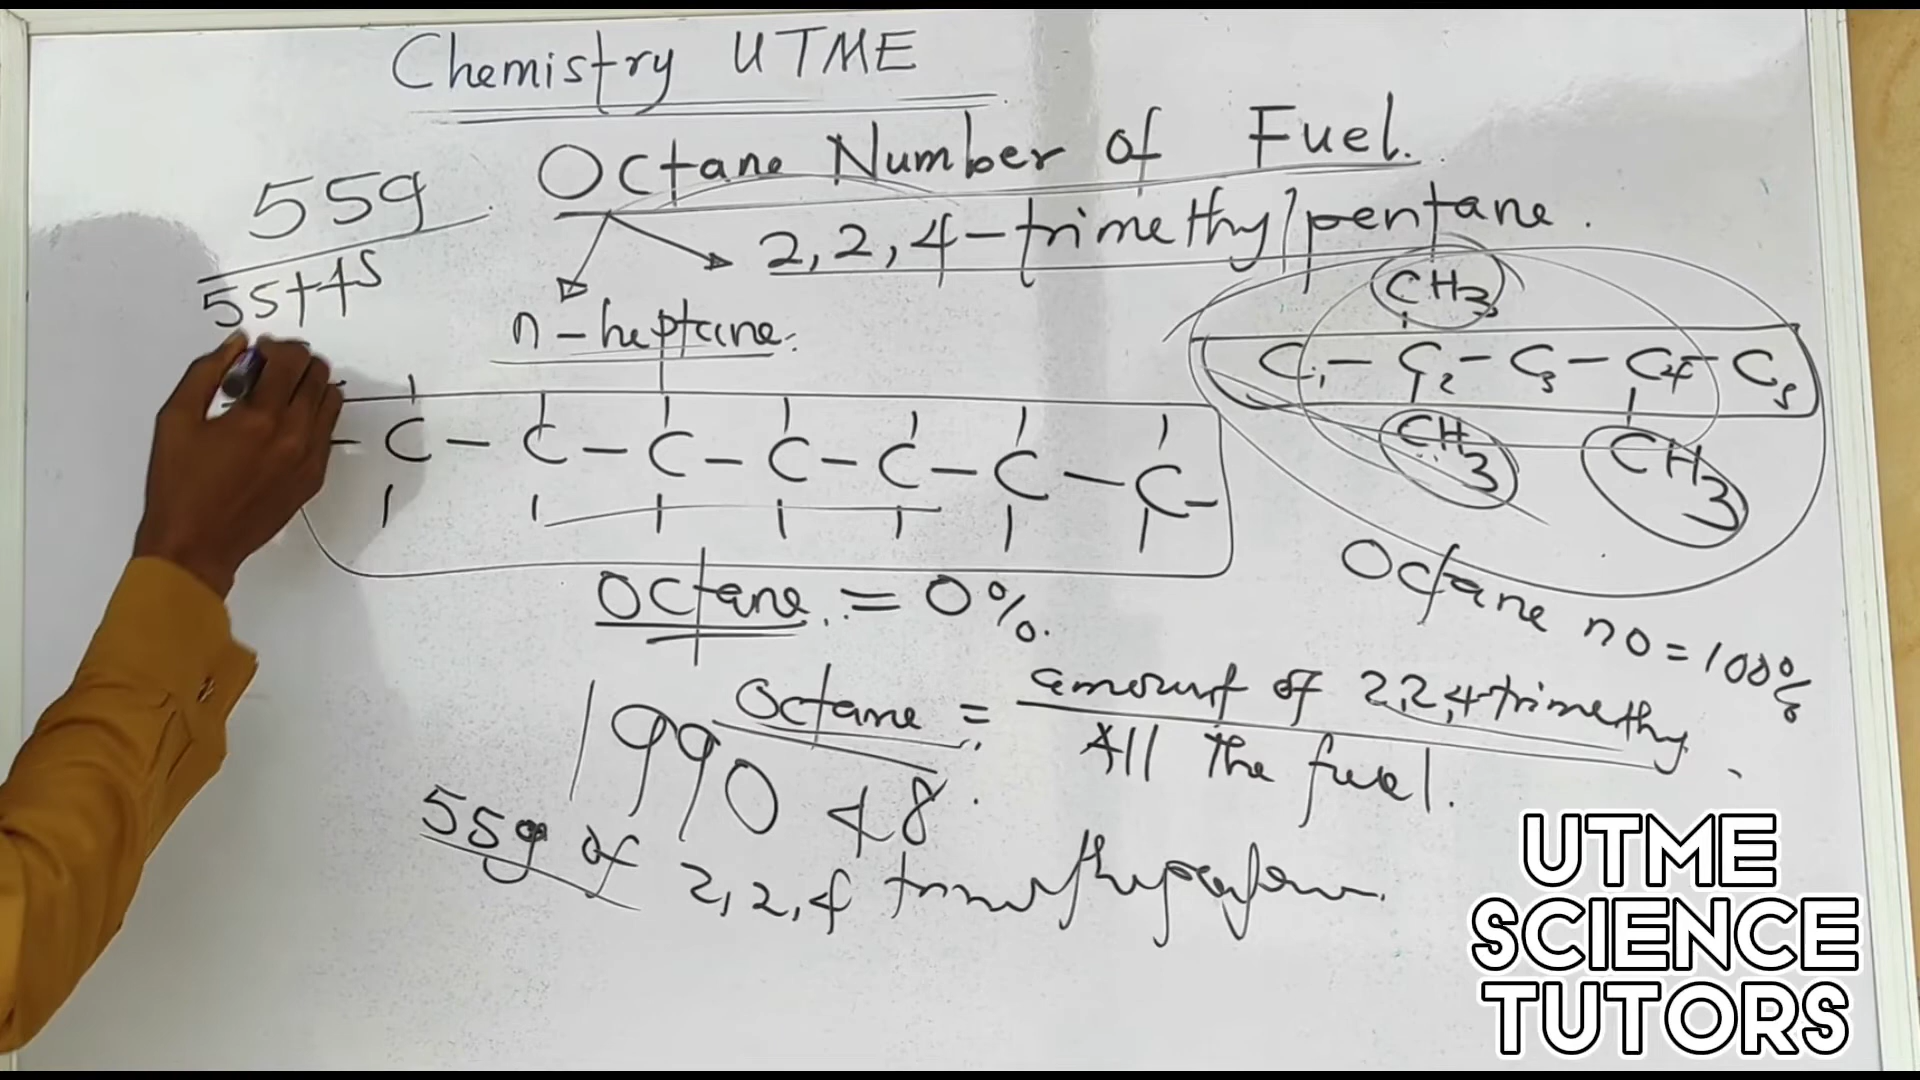 Chemistry UTME
Octane Number of Fuel.
2,2,4-trimethylpentane.
n-heptane.
55g
55+45
CH3
C1-C2-C3-C4-C5
CH3 CH3
-C-C-C-C-C-C-C-
Octane = 0%.
Octane no = 100%
Octane = amount of 2,2,4-trimethy
All the fuel.
1990 48.
55g of 2,2,4
UTME
SCIENCE
TUTORS